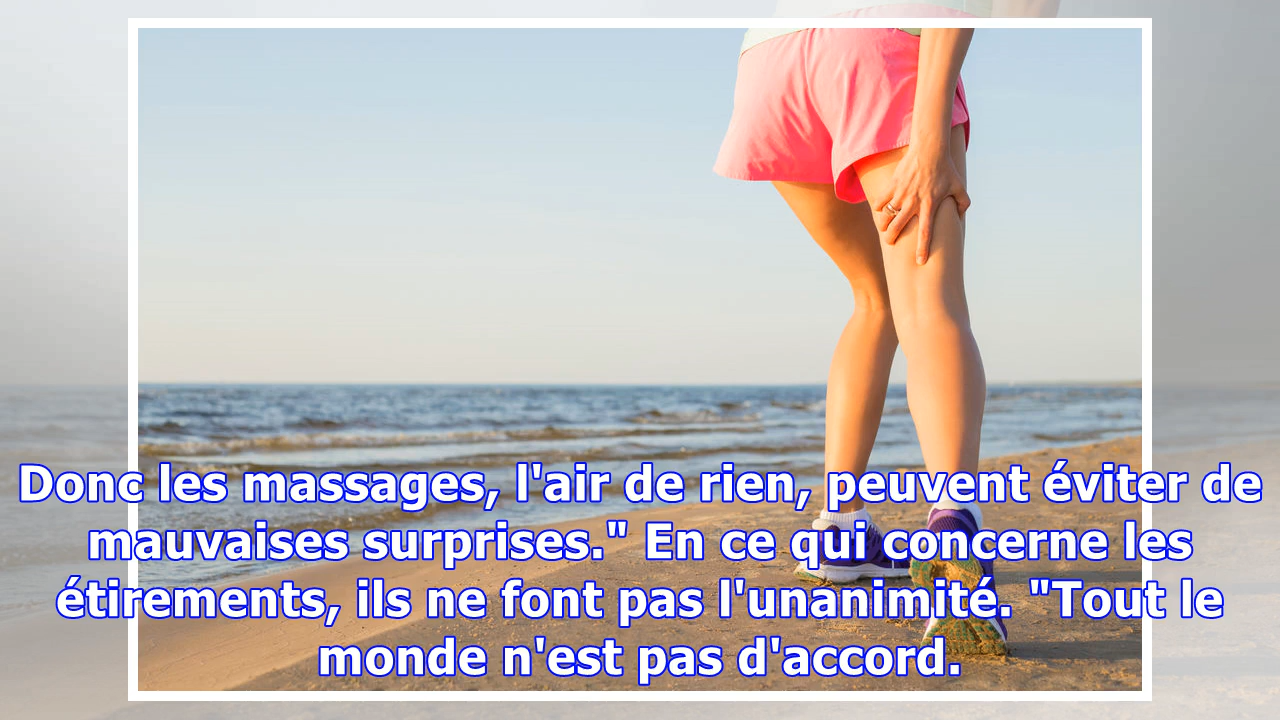 Donc les massages, l'air de rien, peuvent éviter de
mauvaises surprises." En ce qui concerne les
étirements, ils ne font pas l'unanimité. "Tout le
monde n'est pas d'accord.